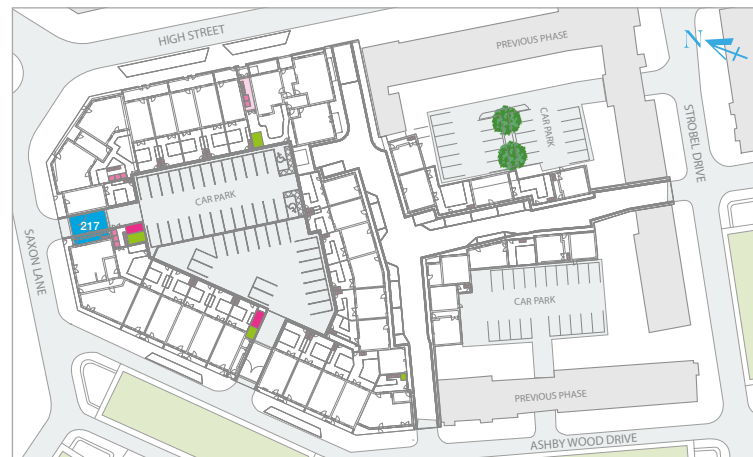 HIGH STREET
PREVIOUS PHASE
N
CAR PARK
STROBEL DRIVE
CAR PARK
217
SAXON LANE
CAR PARK
PREVIOUS PHASE
ASHBY WOOD DRIVE